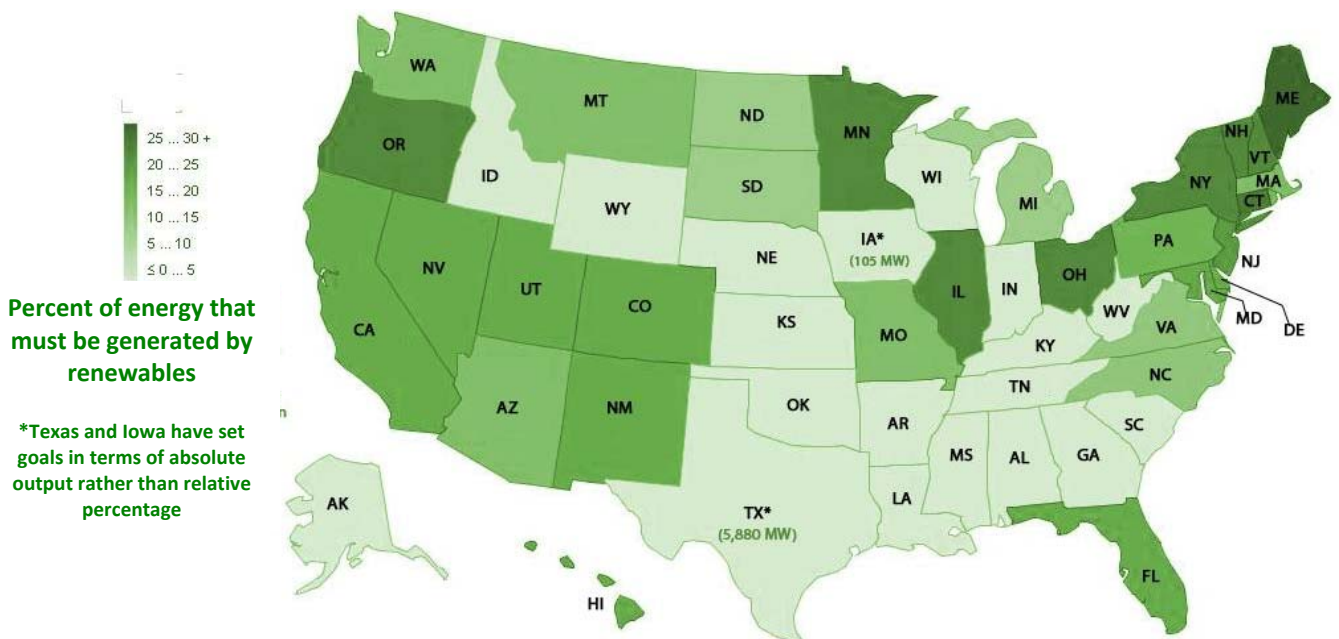 25 ... 30 +
20 ... 25
15 ... 20
10 ... 15
5 ... 10
≤ 0 ... 5
Percent of energy that
must be generated by
renewables
*Texas and Iowa have set
goals in terms of absolute
output rather than relative
percentage
n
WA
MT
ND
MN
OR
ID
WY
SD
WI
MI
NY
NH
VT
ME
MA
CT
NV
UT
CO
CA
NE
IA*
(105 MW)
IL
IN
OH
PA
NJ
MD
DE
KS
MO
KY
WV
VA
AZ
NM
OK
AR
TN
NC
SC
MS
AL
GA
LA
TX*
(5,880 MW)
AK
HI
FL